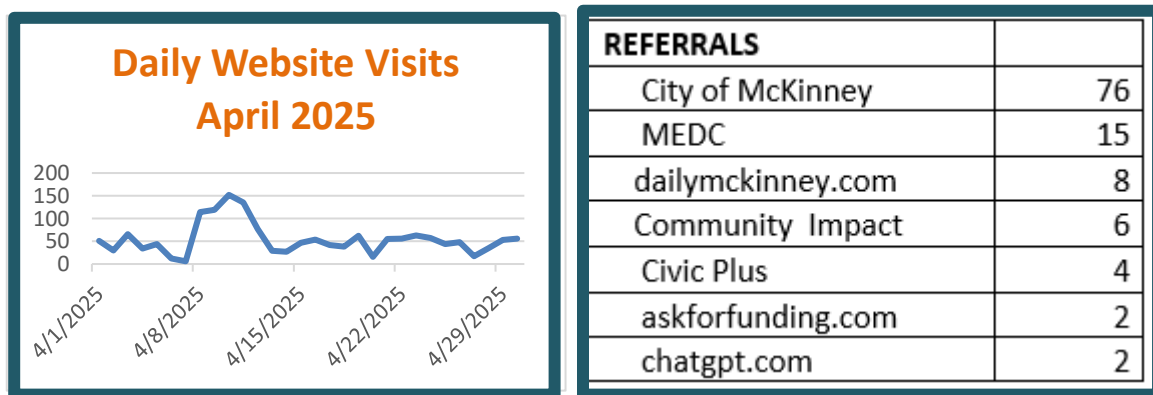 Daily Website Visits
April 2025
200
150
100
50
0
4/1/2025
4/8/2025
4/15/2025
4/22/2025
4/29/2025
REFERRALS
City of McKinney 76
MEDC 15
dailymckinney.com 8
Community Impact 6
Civic Plus 4
askforfunding.com 2
chatgpt.com 2